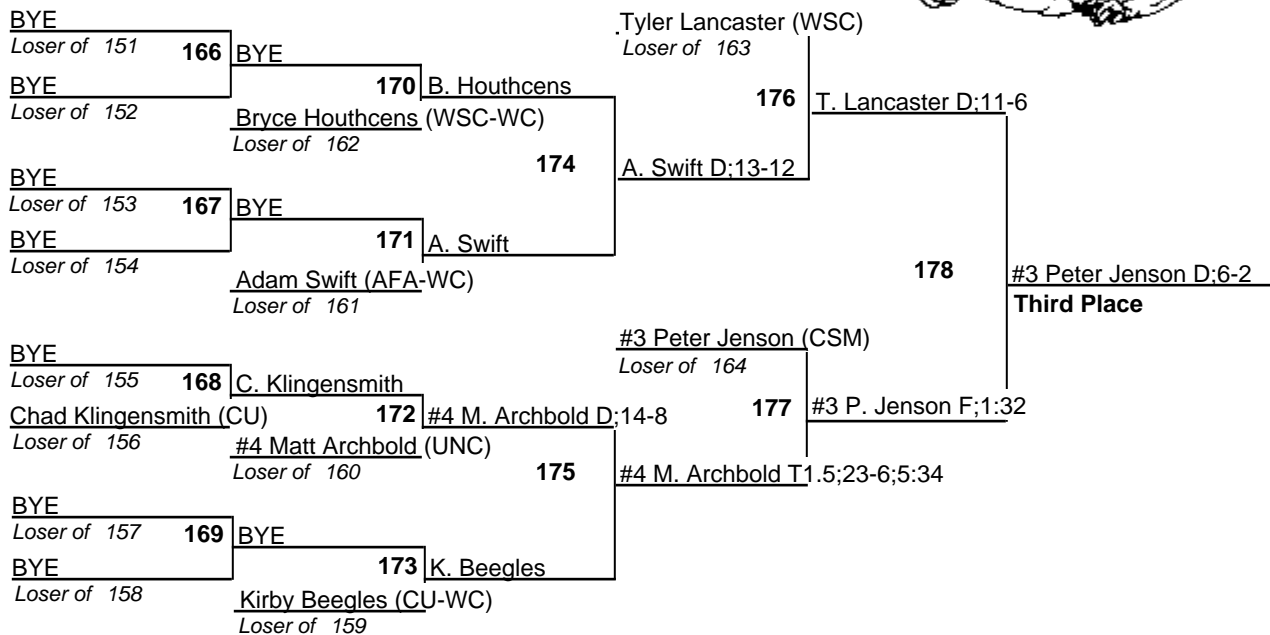 BYE
Loser of 151
166
BYE
BYE
Loser of 152
170
B. Houthcens
Bryce Houthcens (WSC-WC)
Loser of 162
BYE
Loser of 153
167
BYE
BYE
Loser of 154
171
A. Swift
Adam Swift (AFA-WC)
Loser of 161
174
A. Swift D;13-12
Tyler Lancaster (WSC)
Loser of 163
176
T. Lancaster D;11-6
BYE
Loser of 155
168
C. Klingensmith
Chad Klingensmith (CU)
Loser of 156
172
#4 M. Archbold D;14-8
#4 Matt Archbold (UNC)
Loser of 160
BYE
Loser of 157
169
BYE
BYE
Loser of 158
173
K. Beegles
Kirby Beegles (CU-WC)
Loser of 159
175
#4 M. Archbold T1.5;23-6;5:34
#3 Peter Jenson (CSM)
Loser of 164
177
#3 P. Jenson F;1:32
178
#3 Peter Jenson D;6-2
Third Place